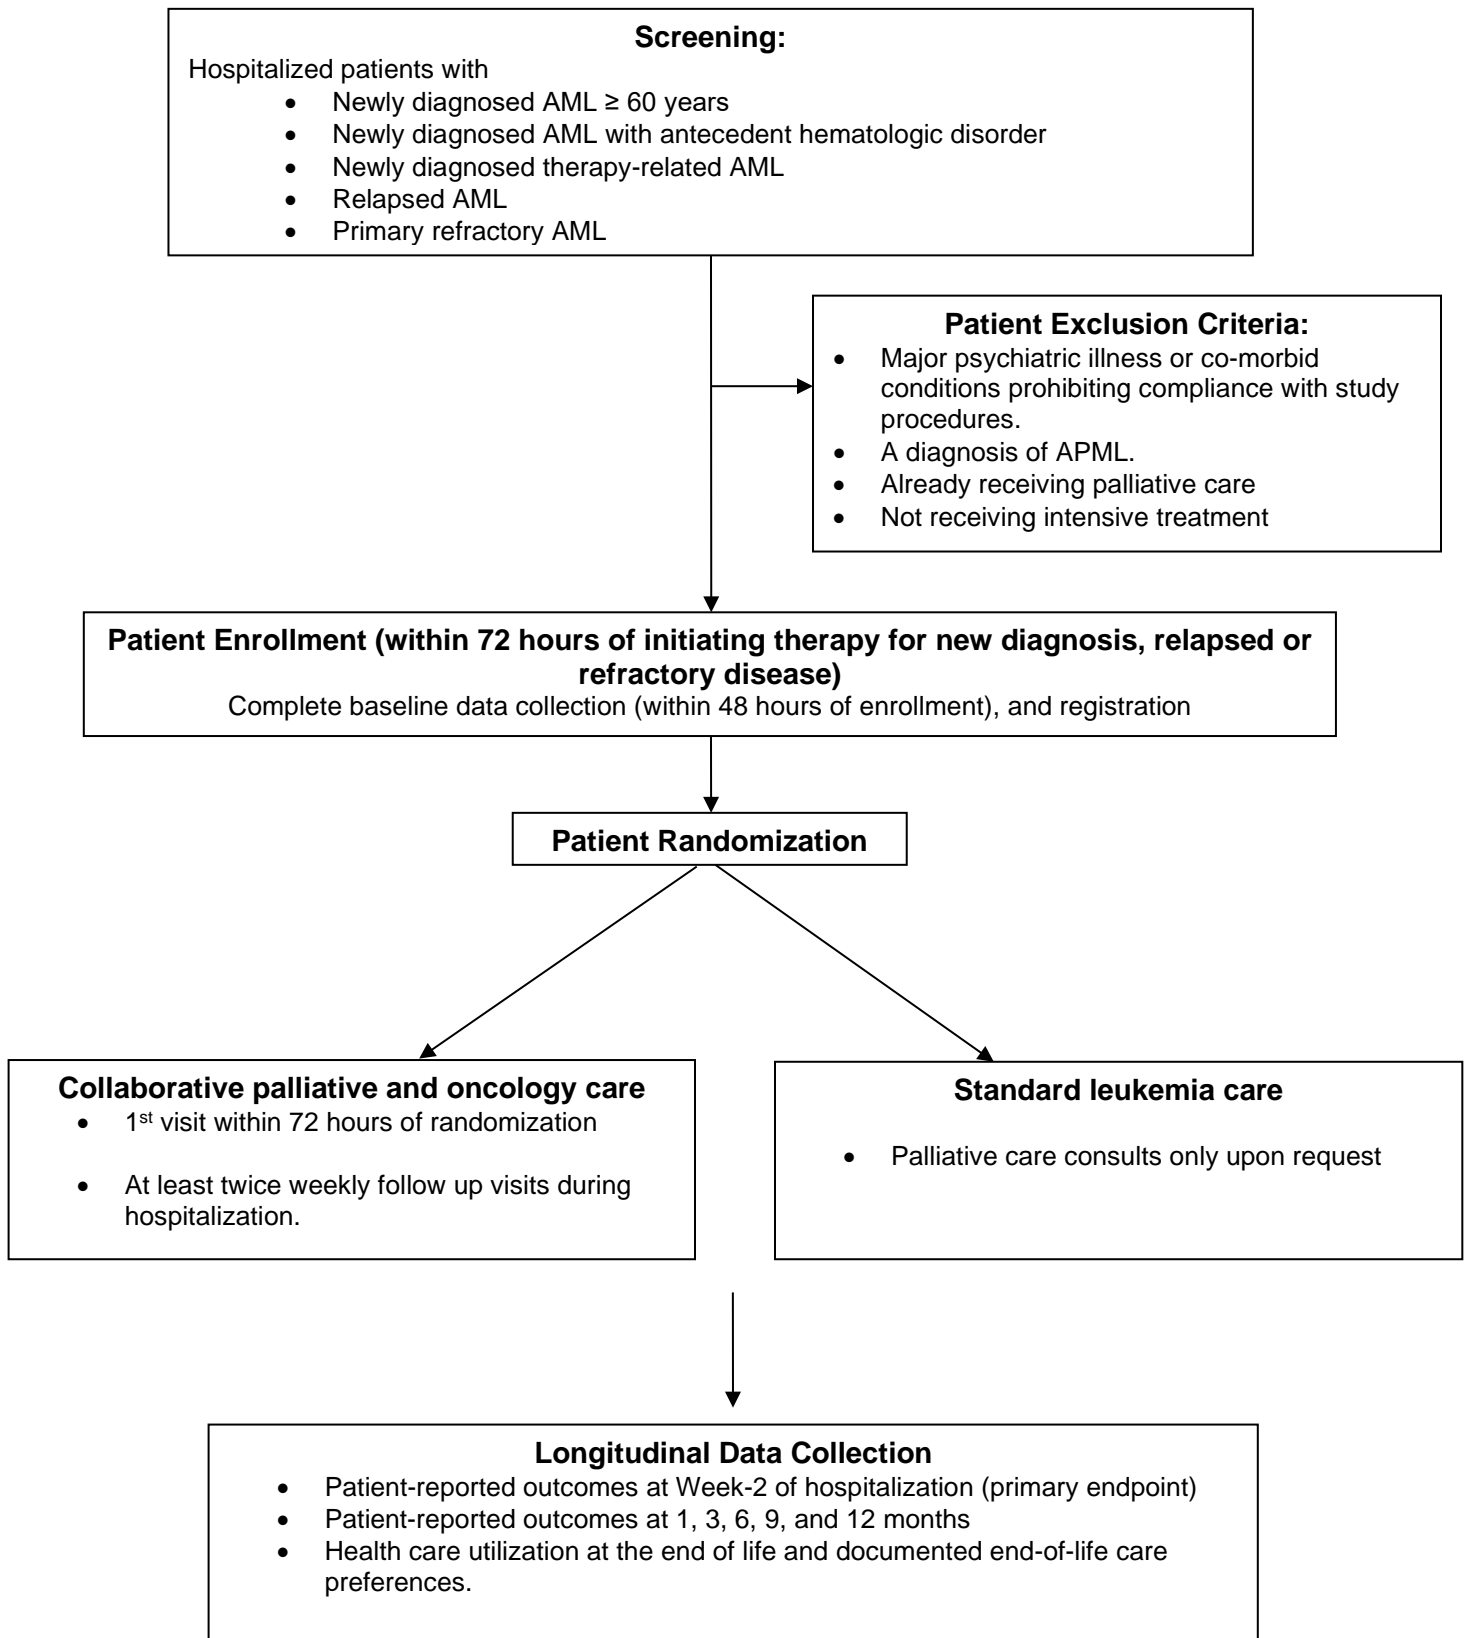 Screening:
Hospitalized patients with
• Newly diagnosed AML ≥ 60 years
• Newly diagnosed AML with antecedent hematologic disorder
• Newly diagnosed therapy-related AML
• Relapsed AML
• Primary refractory AML
Patient Exclusion Criteria:
• Major psychiatric illness or co-morbid
conditions prohibiting compliance with study
procedures.
• A diagnosis of APML.
• Already receiving palliative care
• Not receiving intensive treatment
Patient Enrollment (within 72 hours of initiating therapy for new diagnosis, relapsed or
refractory disease)
Complete baseline data collection (within 48 hours of enrollment), and registration
Patient Randomization
Collaborative palliative and oncology care
• 1st visit within 72 hours of randomization
• At least twice weekly follow up visits during
hospitalization.
Standard leukemia care
• Palliative care consults only upon request
Longitudinal Data Collection
• Patient-reported outcomes at Week-2 of hospitalization (primary endpoint)
• Patient-reported outcomes at 1, 3, 6, 9, and 12 months
• Health care utilization at the end of life and documented end-of-life care
preferences.